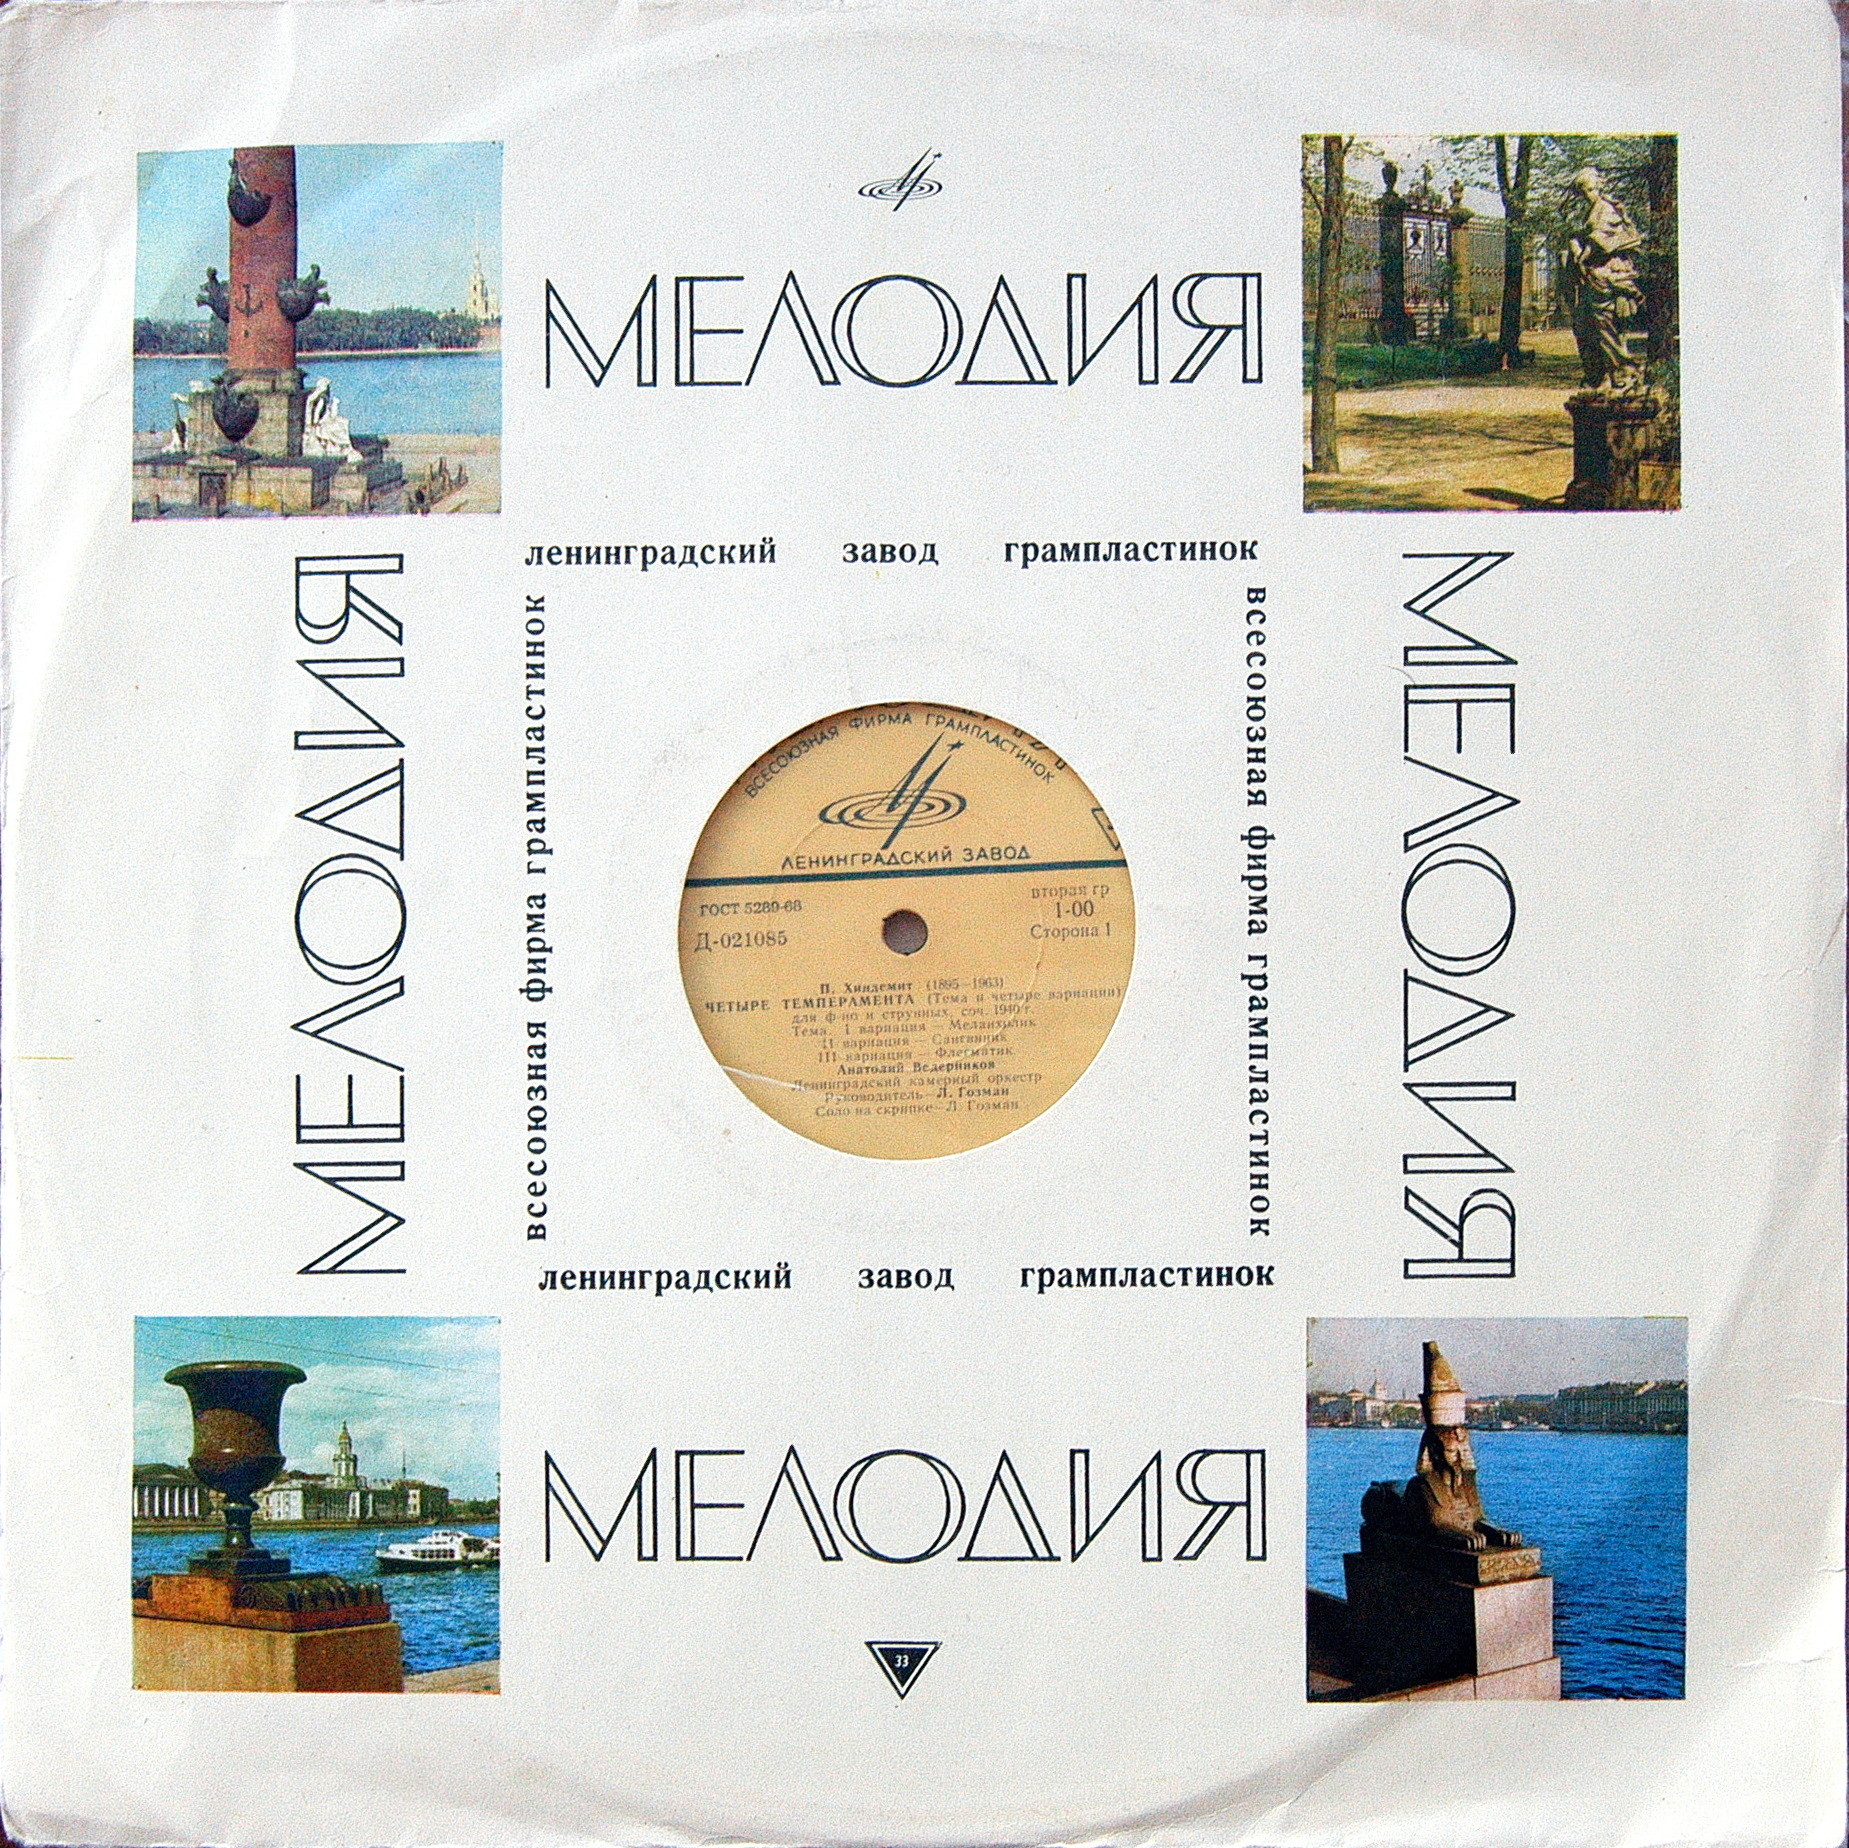 МЕЛОДИЯ
ленинградский завод грампластинок
МЕЛОДИЯ
всесоюзная фирма грампластинок
ВСЕСОЮЗНАЯ ФИРМА ГРАМПЛАСТИНОК
ЛЕНИНГРАДСКИЙ ЗАВОД
ГОСТ 5289-68
Д-021085
вторая гр
1-00
Сторона 1
П. Хиндемит (1895—1963)
ЧЕТЫРЕ ТЕМПЕРАМЕНТА (Тема и четыре вариации)
для ф-но и струнных, соч. 1940 г.
Тема. I вариация — Меланхолик
II вариация — Сангвиник
III вариация — Флегматик
Анатолий Ведерников
Ленинградский камерный оркестр
Руководитель—Л. Гозман
Соло на скрипке—Л. Гозман
всесоюзная фирма грампластинок
МЕЛОДИЯ
ленинградский завод грампластинок
МЕЛОДИЯ
33